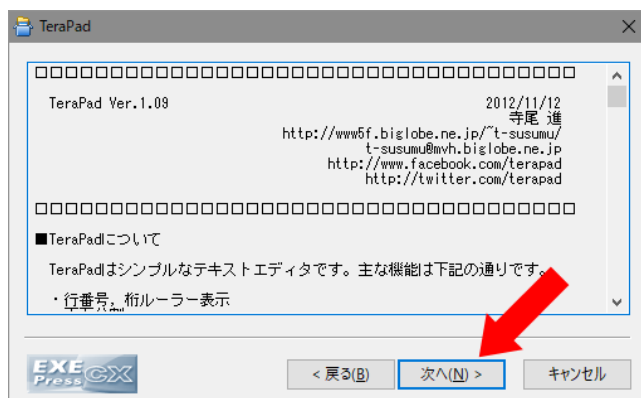 TeraPad
□□□□□□□□□□□□□□□□□□□□□□□□□□□□□□□□□□□□
TeraPad Ver.1.09 2012/11/12
寺尾 進
http://www5f.biglobe.ne.jp/~t-susumu/
t-susumu@mvh.biglobe.ne.jp
http://www.facebook.com/terapad
http://twitter.com/terapad
□□□□□□□□□□□□□□□□□□□□□□□□□□□□□□□□□□□□
■TeraPadについて
TeraPadはシンプルなテキストエディタです。主な機能は下記の通りです。
・行番号，桁ルーラー表示
EXE Press CX
< 戻る(B) 次へ(N) > キャンセル